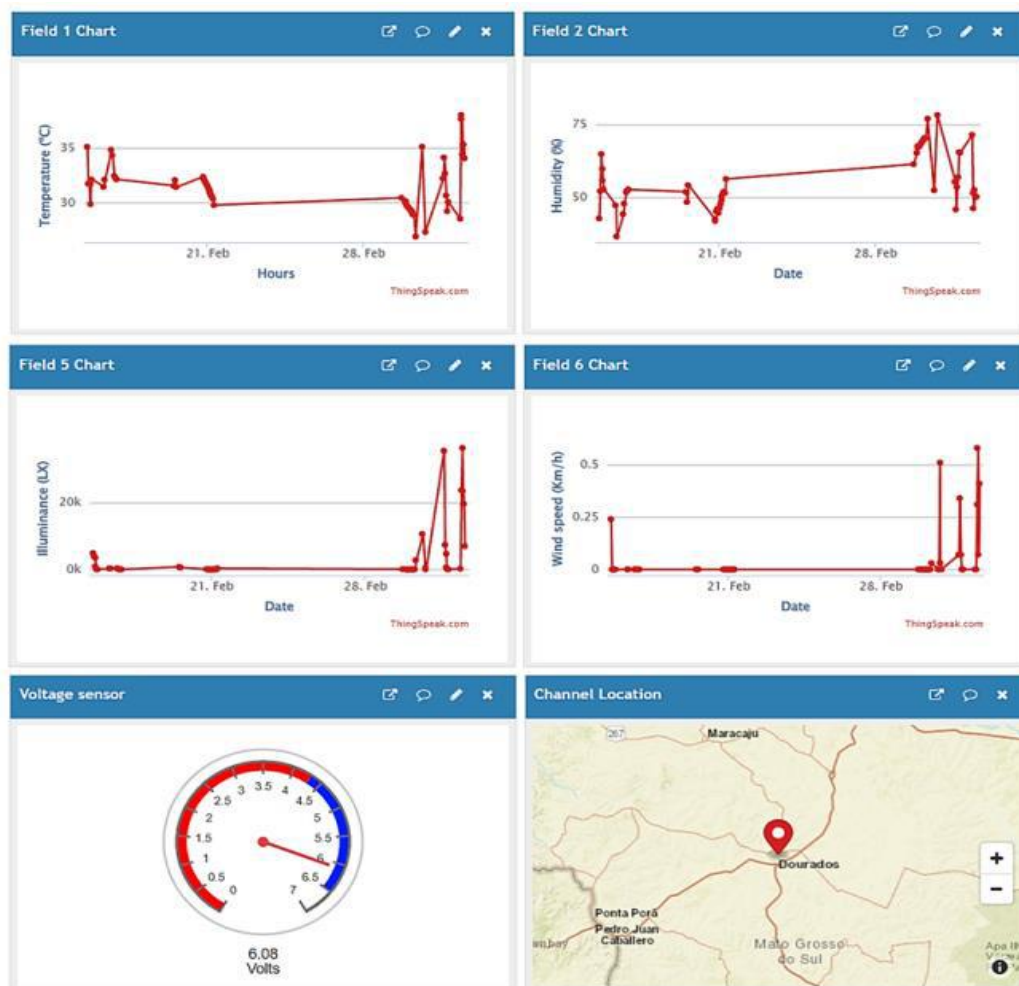 Field 1 Chart
Temperature (°C)
35
30
21. Feb
28. Feb
Hours
ThingSpeak.com
Field 2 Chart
Humidity (%)
75
50
21. Feb
28. Feb
Date
ThingSpeak.com
Field 5 Chart
Illuminance (LX)
20k
0k
21. Feb
28. Feb
Date
ThingSpeak.com
Field 6 Chart
Wind speed (Km/h)
0.5
0.25
0
21. Feb
28. Feb
Date
ThingSpeak.com
Voltage sensor
0
0.5
1
1.5
2
2.5
3
3.5
4
4.5
5
5.5
6
6.5
7
6.08
Volts
Channel Location
267
Maracaju
Dourados
+
−
Ponta Porã
Pedro Juan
Caballero
Mato Grosso
do Sul
Apa